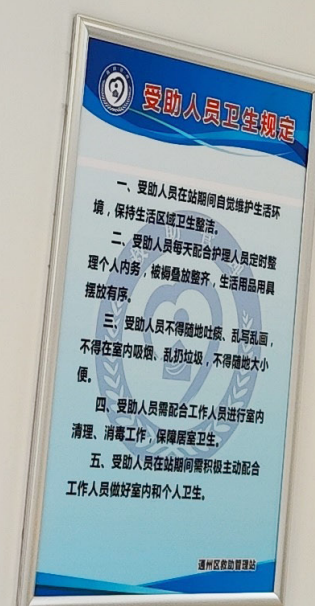 受助人员卫生规定
一、受助人员在站期间自觉维护生活环
境，保持生活区域卫生整洁。
二、受助人员每天配合护理人员定时整
理个人内务，被褥叠放整齐，生活用品用具
摆放有序。
三、受助人员不得随地吐痰、乱写乱画，
不得在室内吸烟、乱扔垃圾，不得随地大小
便。
四、受助人员需配合工作人员进行室内
清理、消毒工作，保障居室卫生。
五、受助人员在站期间需积极主动配合
工作人员做好室内和个人卫生。
通州区救助管理站